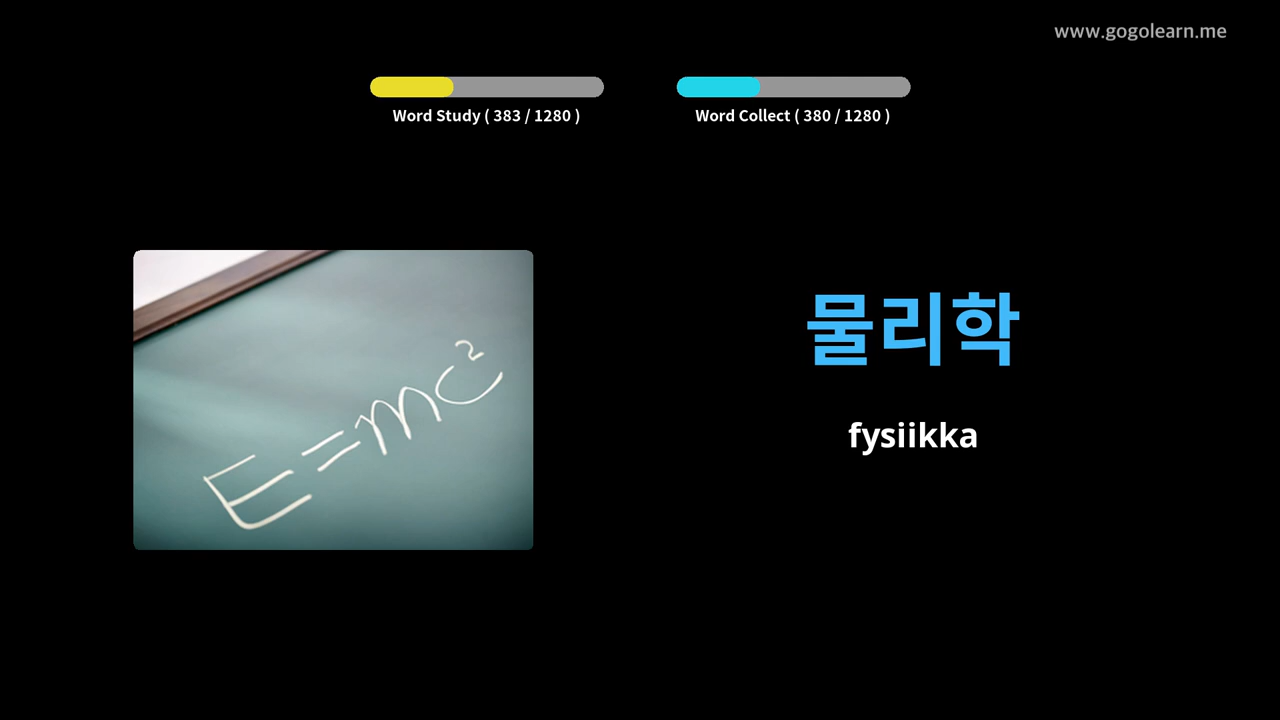 www.gogolearn.me
Word Study ( 383 / 1280 )
Word Collect ( 380 / 1280 )
E=mc²
물리학
fysiikka